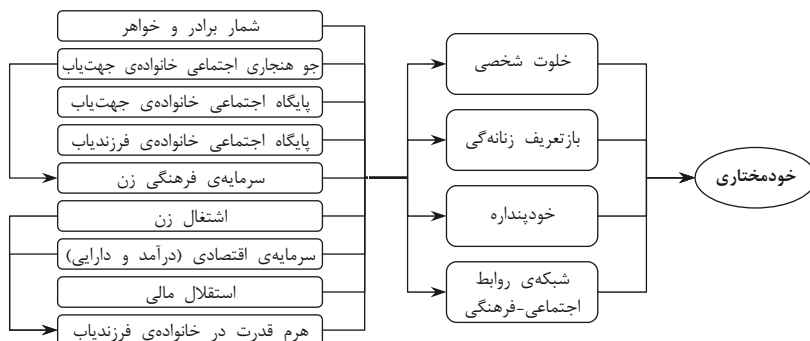 شمار برادر و خواهر
جو هنجاری اجتماعی خانواده‌ی جهت‌یاب
پایگاه اجتماعی خانواده‌ی جهت‌یاب
پایگاه اجتماعی خانواده‌ی فرزندیاب
سرمایه‌ی فرهنگی زن
اشتغال زن
سرمایه‌ی اقتصادی (درآمد و دارایی)
استقلال مالی
هرم قدرت در خانواده‌ی فرزندیاب
خلوت شخصی
بازتعریف زنانه‌گی
خودپنداره
شبکه‌ی روابط
اجتماعی-فرهنگی
خودمختاری